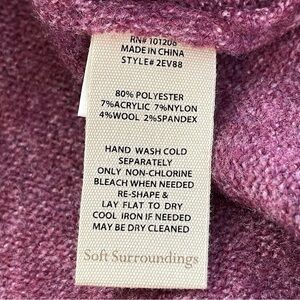 RN# 101206
MADE IN CHINA
STYLE# 2EV88
80% POLYESTER
7%ACRYLIC 7%NYLON
4%WOOL 2%SPANDEX
HAND WASH COLD
SEPARATELY
ONLY NON-CHLORINE
BLEACH WHEN NEEDED
RE-SHAPE &
LAY FLAT TO DRY
COOL IRON IF NEEDED
MAY BE DRY CLEANED
Soft Surroundings